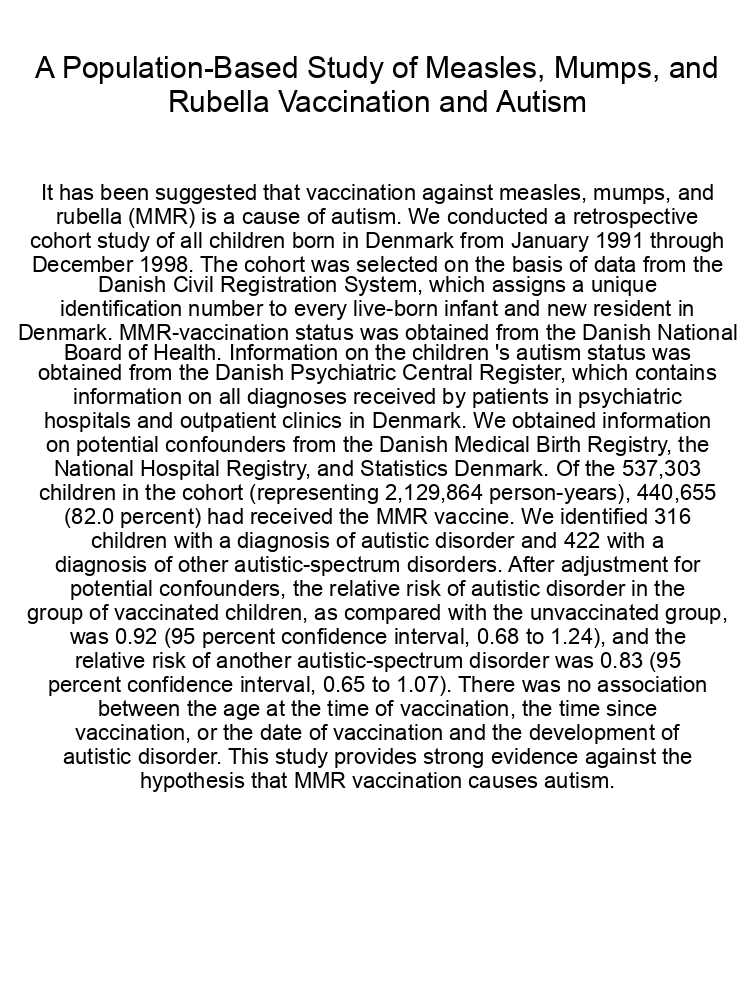 A Population-Based Study of Measles, Mumps, and
Rubella Vaccination and Autism
It has been suggested that vaccination against measles, mumps, and
rubella (MMR) is a cause of autism. We conducted a retrospective
cohort study of all children born in Denmark from January 1991 through
December 1998. The cohort was selected on the basis of data from the
Danish Civil Registration System, which assigns a unique
identification number to every live-born infant and new resident in
Denmark. MMR-vaccination status was obtained from the Danish National
Board of Health. Information on the children 's autism status was
obtained from the Danish Psychiatric Central Register, which contains
information on all diagnoses received by patients in psychiatric
hospitals and outpatient clinics in Denmark. We obtained information
on potential confounders from the Danish Medical Birth Registry, the
National Hospital Registry, and Statistics Denmark. Of the 537,303
children in the cohort (representing 2,129,864 person-years), 440,655
(82.0 percent) had received the MMR vaccine. We identified 316
children with a diagnosis of autistic disorder and 422 with a
diagnosis of other autistic-spectrum disorders. After adjustment for
potential confounders, the relative risk of autistic disorder in the
group of vaccinated children, as compared with the unvaccinated group,
was 0.92 (95 percent confidence interval, 0.68 to 1.24), and the
relative risk of another autistic-spectrum disorder was 0.83 (95
percent confidence interval, 0.65 to 1.07). There was no association
between the age at the time of vaccination, the time since
vaccination, or the date of vaccination and the development of
autistic disorder. This study provides strong evidence against the
hypothesis that MMR vaccination causes autism.